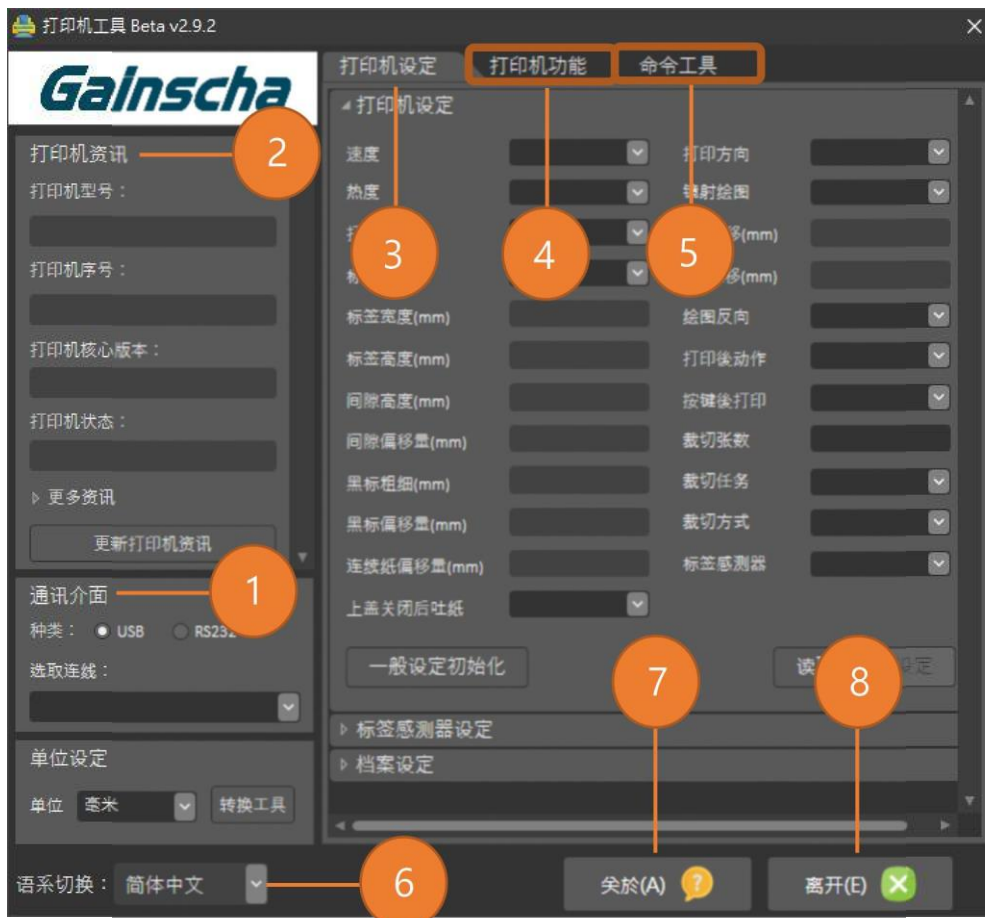 打印机工具 Beta v2.9.2
Gainscha
打印机资讯
2
打印机型号：
打印机序号：
打印机核心版本：
打印机状态：
更多资讯
更新打印机资讯
通讯介面
1
种类： USB RS232
选取连线：
单位设定
单位 毫米 转换工具
语系切换： 简体中文
6
打印机设定 打印机功能 命令工具
打印机设定
3
4
5
速度
热度
标签宽度(mm)
标签高度(mm)
间隙高度(mm)
间隙偏移量(mm)
黑标粗细(mm)
黑标偏移量(mm)
连续纸偏移量(mm)
上盖关闭后吐纸
打印方向
镜射绘图
移(mm)
移(mm)
绘图反向
打印後动作
按键後打印
裁切张数
裁切任务
裁切方式
标签感测器
一般设定初始化
读 设定
7
8
标签感测器设定
档案设定
关於(A) ?
离开(E)